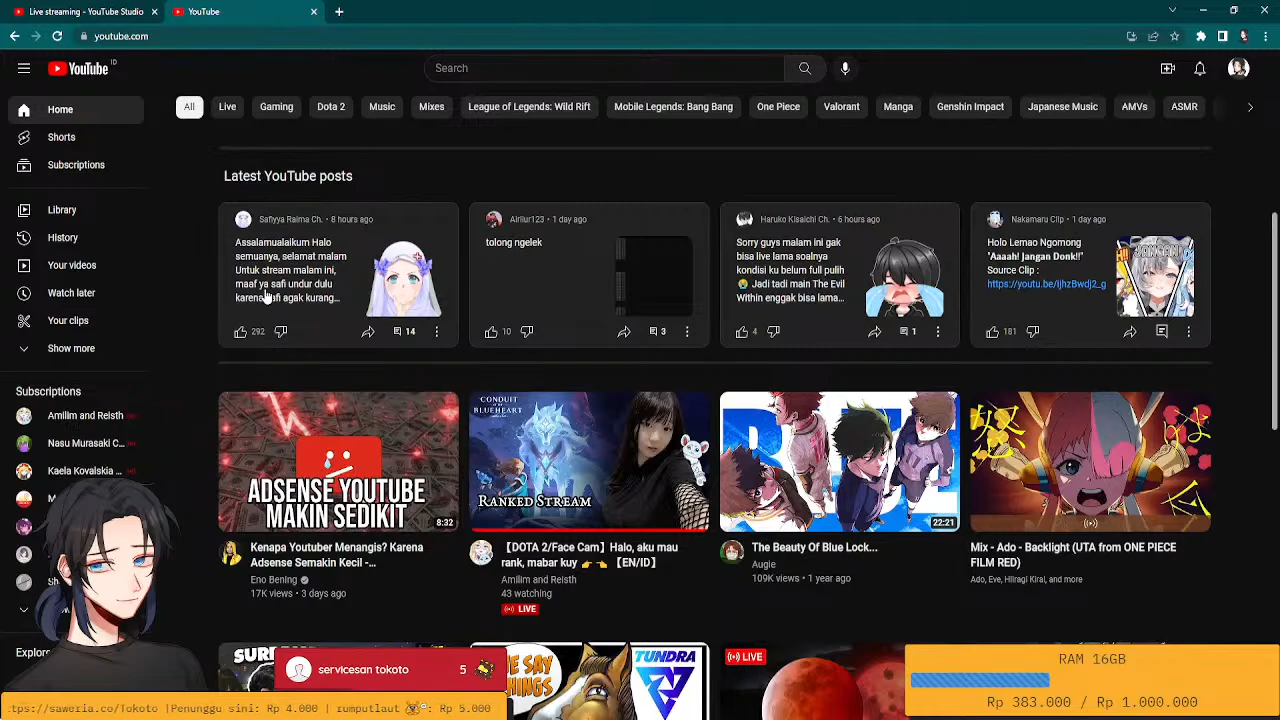 Live streaming - YouTube Studio
YouTube
youtube.com
YouTube ID
Search
Home
Shorts
Subscriptions
Library
History
Your videos
Watch later
Your clips
Show more
Subscriptions
Amilim and Reisth
Nasu Murasaki C...
Kaela Kovalskia ...
All
Live
Gaming
Dota 2
Music
Mixes
League of Legends: Wild Rift
Mobile Legends: Bang Bang
One Piece
Valorant
Manga
Genshin Impact
Japanese Music
AMVs
ASMR
Latest YouTube posts
Safiyya Raima Ch. • 8 hours ago
Assalamualaikum Halo
semuanya, selamat malam
Untuk stream malam ini,
maaf ya safi undur dulu
karena safi agak kurang...
292
14
Airilur123 • 1 day ago
tolong ngelek
10
3
Haruko Kisaichi Ch. • 6 hours ago
Sorry guys malam ini gak
bisa live lama soalnya
kondisi ku belum full pulih
😭 Jadi tadi main The Evil
Within enggak bisa lama...
4
1
Nakamaru Clip • 1 day ago
Holo Lemao Ngomong
"Aaaah! Jangan Donk!!"
Source Clip :
https://youtu.be/ljhzBwdj2_g
181
ADSENSE YOUTUBE
MAKIN SEDIKIT
8:32
Kenapa Youtuber Menangis? Karena
Adsense Semakin Kecil -...
Eno Bening
17K views • 3 days ago
CONDUIT
OF THE
BLUEHEART
RANKED STREAM
【DOTA 2/Face Cam】Halo, aku mau
rank, mabar kuy 👉👈 【EN/ID】
Amilim and Reisth
43 watching
LIVE
22:21
The Beauty Of Blue Lock...
Augie
109K views • 1 year ago
Mix - Ado - Backlight (UTA from ONE PIECE
FILM RED)
Ado, Eve, Hiiragi Kirai, and more
Explore
TUNDRA
LIVE
servicesan tokoto
5
tps://saweria.co/Tokoto |Penunggu sini: Rp 4.000 | rumputlaut : Rp 5.000
RAM 16GB
Rp 383.000 / Rp 1.000.000